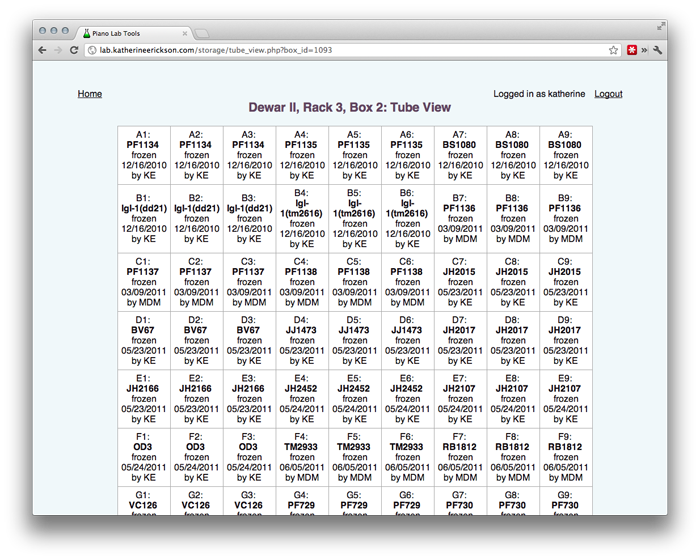 Piano Lab Tools
lab.katherineerickson.com/storage/tube_view.php?box_id=1093
Home
Logged in as katherine Logout
Dewar II, Rack 3, Box 2: Tube View
A1: A2: A3: A4: A5: A6: A7: A8: A9:
PF1134 PF1134 PF1134 PF1135 PF1135 PF1135 BS1080 BS1080 BS1080
frozen frozen frozen frozen frozen frozen frozen frozen frozen
12/16/2010 12/16/2010 12/16/2010 12/16/2010 12/16/2010 12/16/2010 12/16/2010 12/16/2010 12/16/2010
by KE by KE by KE by KE by KE by KE by KE by KE by KE
B1: B2: B3: B4: B5: B6: B7: B8: B9:
lgl-1(dd21) lgl-1(dd21) lgl-1(dd21) lgl-1(tm2616) lgl-1(tm2616) lgl-1(tm2616) PF1136 PF1136 PF1136
frozen frozen frozen frozen frozen frozen frozen frozen frozen
12/16/2010 12/16/2010 12/16/2010 12/16/2010 12/16/2010 12/16/2010 03/09/2011 03/09/2011 03/09/2011
by KE by KE by KE by KE by KE by KE by MDM by MDM by MDM
C1: C2: C3: C4: C5: C6: C7: C8: C9:
PF1137 PF1137 PF1137 PF1138 PF1138 PF1138 JH2015 JH2015 JH2015
frozen frozen frozen frozen frozen frozen frozen frozen frozen
03/09/2011 03/09/2011 03/09/2011 03/09/2011 03/09/2011 03/09/2011 05/23/2011 05/23/2011 05/23/2011
by MDM by MDM by MDM by MDM by MDM by MDM by KE by KE by KE
D1: D2: D3: D4: D5: D6: D7: D8: D9:
BV67 BV67 BV67 JJ1473 JJ1473 JJ1473 JH2017 JH2017 JH2017
frozen frozen frozen frozen frozen frozen frozen frozen frozen
05/23/2011 05/23/2011 05/23/2011 05/23/2011 05/23/2011 05/23/2011 05/23/2011 05/23/2011 05/23/2011
by KE by KE by KE by KE by KE by KE by KE by KE by KE
E1: E2: E3: E4: E5: E6: E7: E8: E9:
JH2166 JH2166 JH2166 JH2452 JH2452 JH2452 JH2107 JH2107 JH2107
frozen frozen frozen frozen frozen frozen frozen frozen frozen
05/23/2011 05/23/2011 05/23/2011 05/24/2011 05/24/2011 05/24/2011 05/24/2011 05/24/2011 05/24/2011
by KE by KE by KE by KE by KE by KE by KE by KE by KE
F1: F2: F3: F4: F5: F6: F7: F8: F9:
OD3 OD3 OD3 TM2933 TM2933 TM2933 RB1812 RB1812 RB1812
frozen frozen frozen frozen frozen frozen frozen frozen frozen
05/24/2011 05/24/2011 05/24/2011 06/05/2011 06/05/2011 06/05/2011 06/05/2011 06/05/2011 06/05/2011
by KE by KE by KE by MDM by MDM by MDM by MDM by MDM by MDM
G1: G2: G3: G4: G5: G6: G7: G8: G9:
VC126 VC126 VC126 PF729 PF729 PF729 PF730 PF730 PF730
frozen frozen frozen frozen frozen frozen frozen frozen frozen